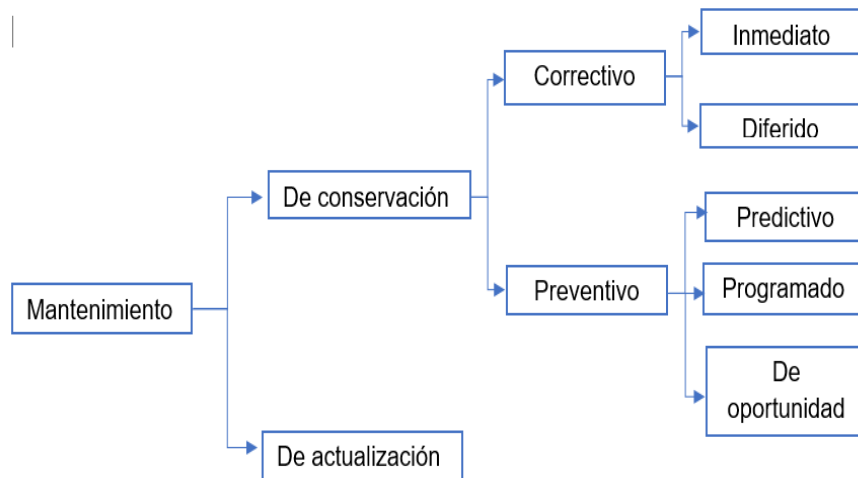 Inmediato
Correctivo
Diferido
De conservación
Predictivo
Mantenimiento
Preventivo
Programado
De
oportunidad
De actualización